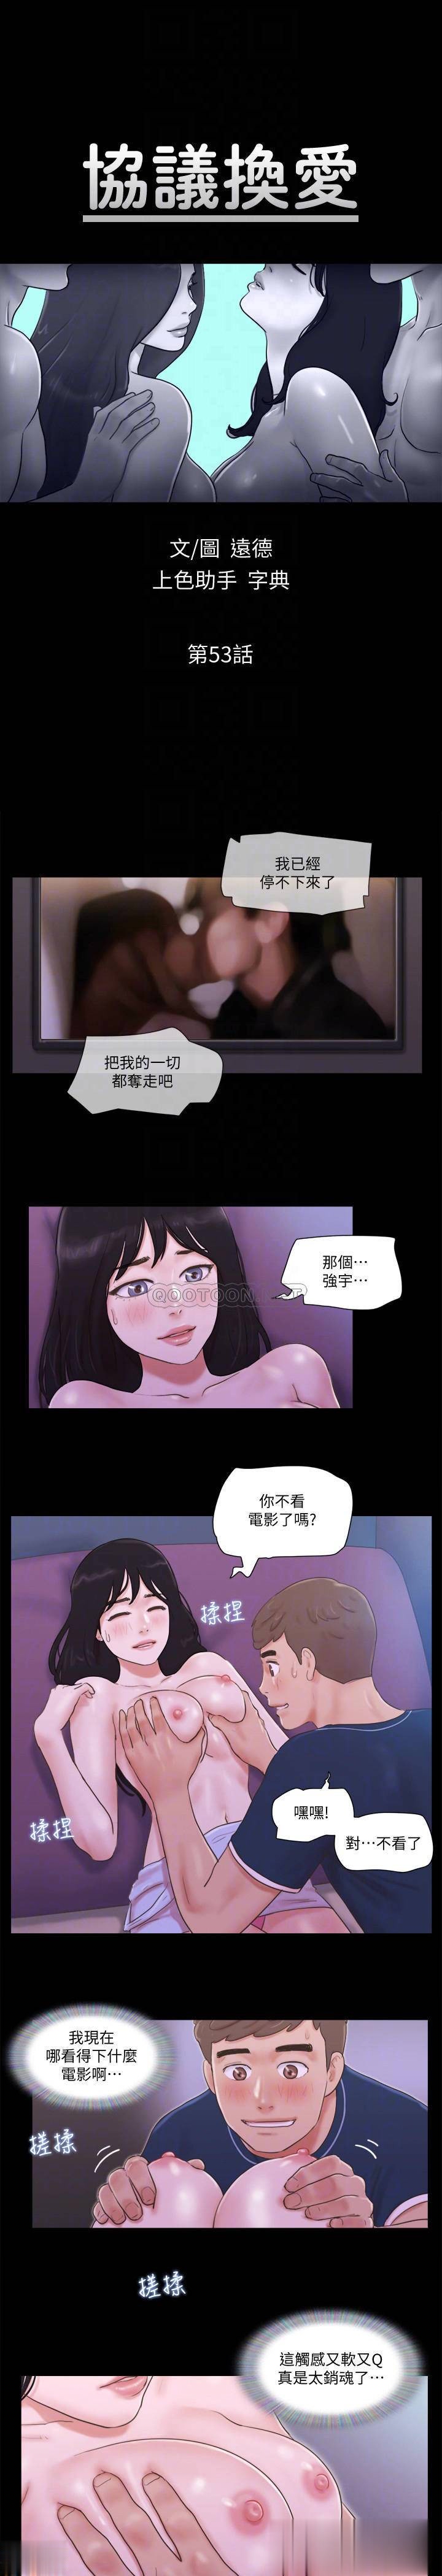 協議換愛
文/圖 遠德
上色助手 字典
第53話
我已經
停不下來了
把我的一切
都奪走吧
那個…
強宇…
你不看
電影了嗎?
揉捏
嘿嘿!
揉捏
對…不看了
我現在
哪看得下什麼
電影啊…
搓揉
搓揉
這觸感又軟又Q
真是太銷魂了…